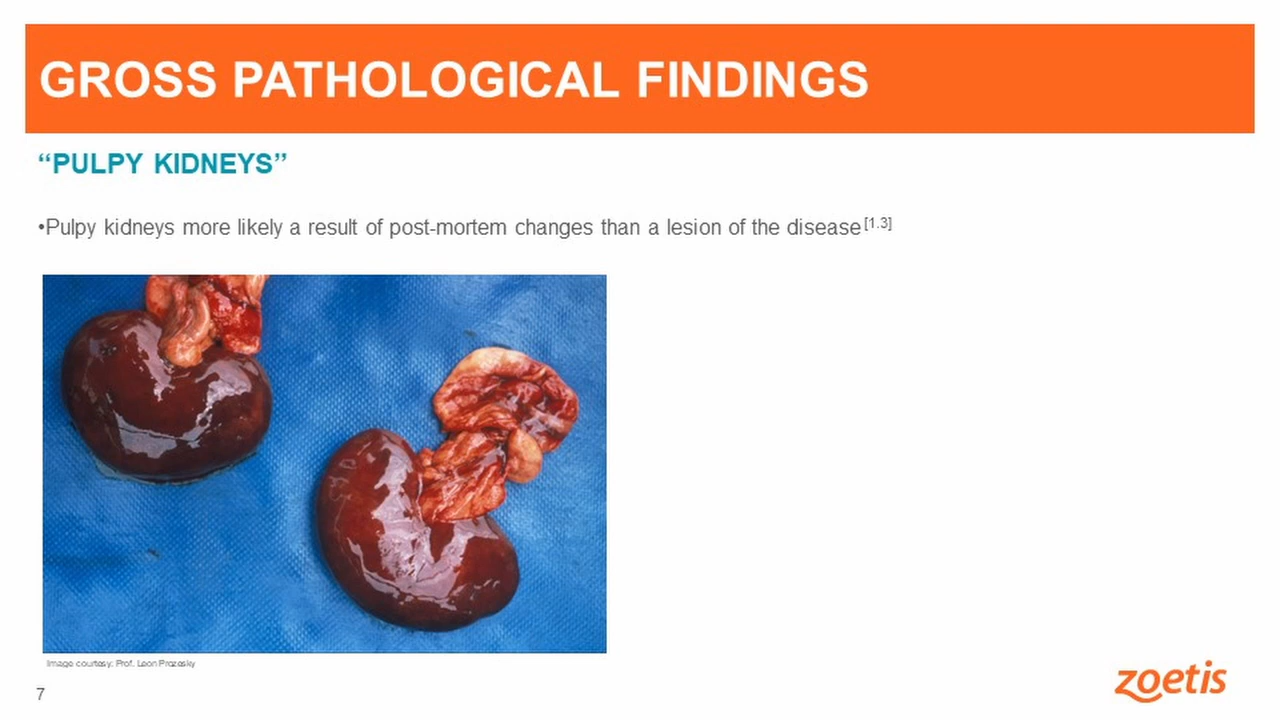 GROSS PATHOLOGICAL FINDINGS
“PULPY KIDNEYS”
•Pulpy kidneys more likely a result of post-mortem changes than a lesion of the disease [1.3]
Image courtesy: Prof. Leon Prozesky
7
zoetis